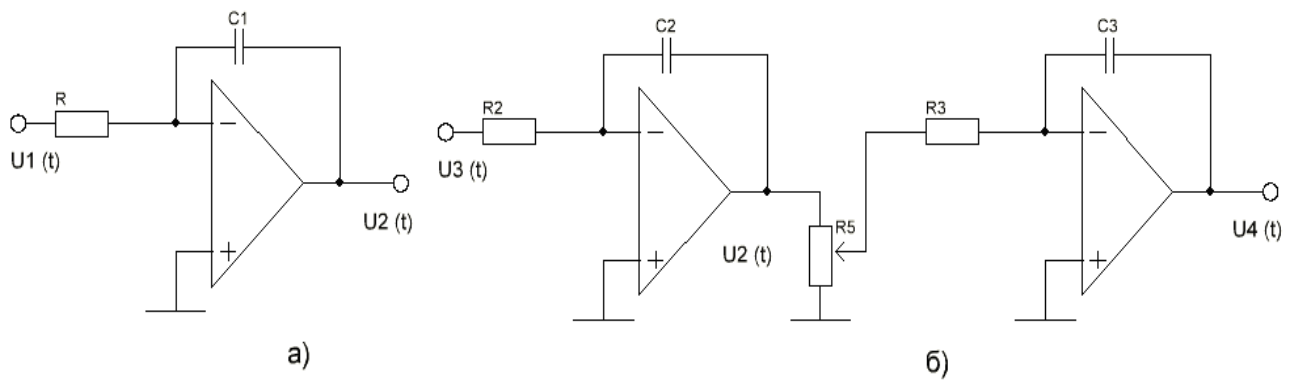 C1
R
U1 (t)
U2 (t)
а)
C2
R2
U3 (t)
U2 (t)
R5
C3
R3
U4 (t)
б)